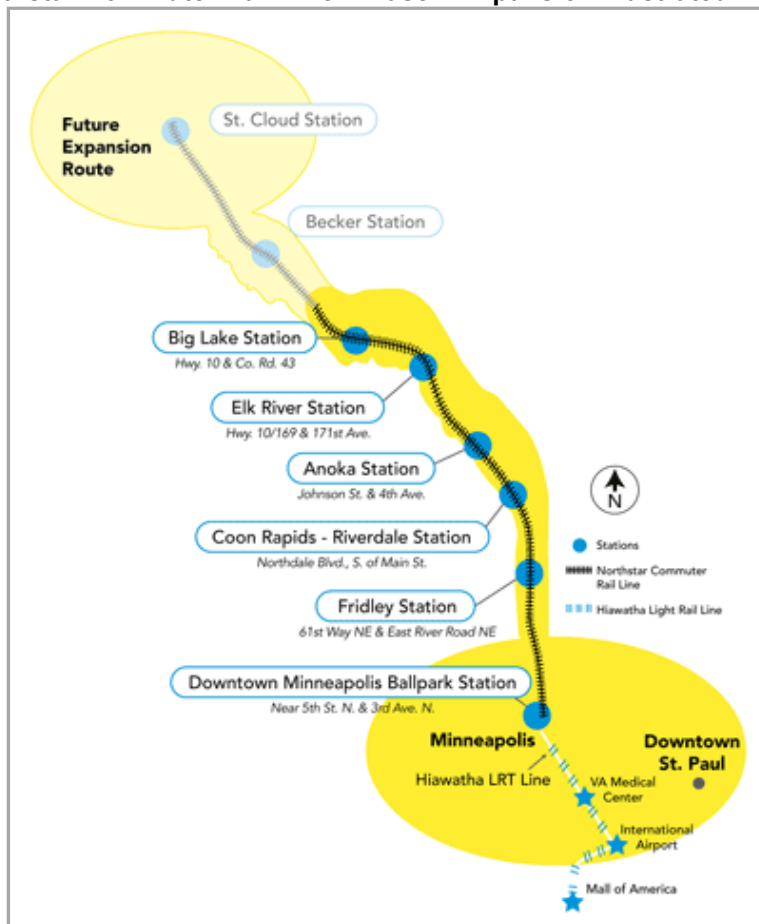 St. Cloud Station
Future
Expansion
Route
Becker Station
Big Lake Station
Hwy. 10 & Co. Rd. 43
Elk River Station
Hwy. 10/169 & 171st Ave.
Anoka Station
Johnson St. & 4th Ave.
Coon Rapids - Riverdale Station
Northdale Blvd., S. of Main St.
Fridley Station
61st Way NE & East River Road NE
N
Stations
Northstar Commuter
Rail Line
Hiawatha Light Rail Line
Downtown Minneapolis Ballpark Station
Near 5th St. N. & 3rd Ave. N.
Minneapolis
Downtown
St. Paul
Hiawatha LRT Line
VA Medical
Center
International
Airport
Mall of America